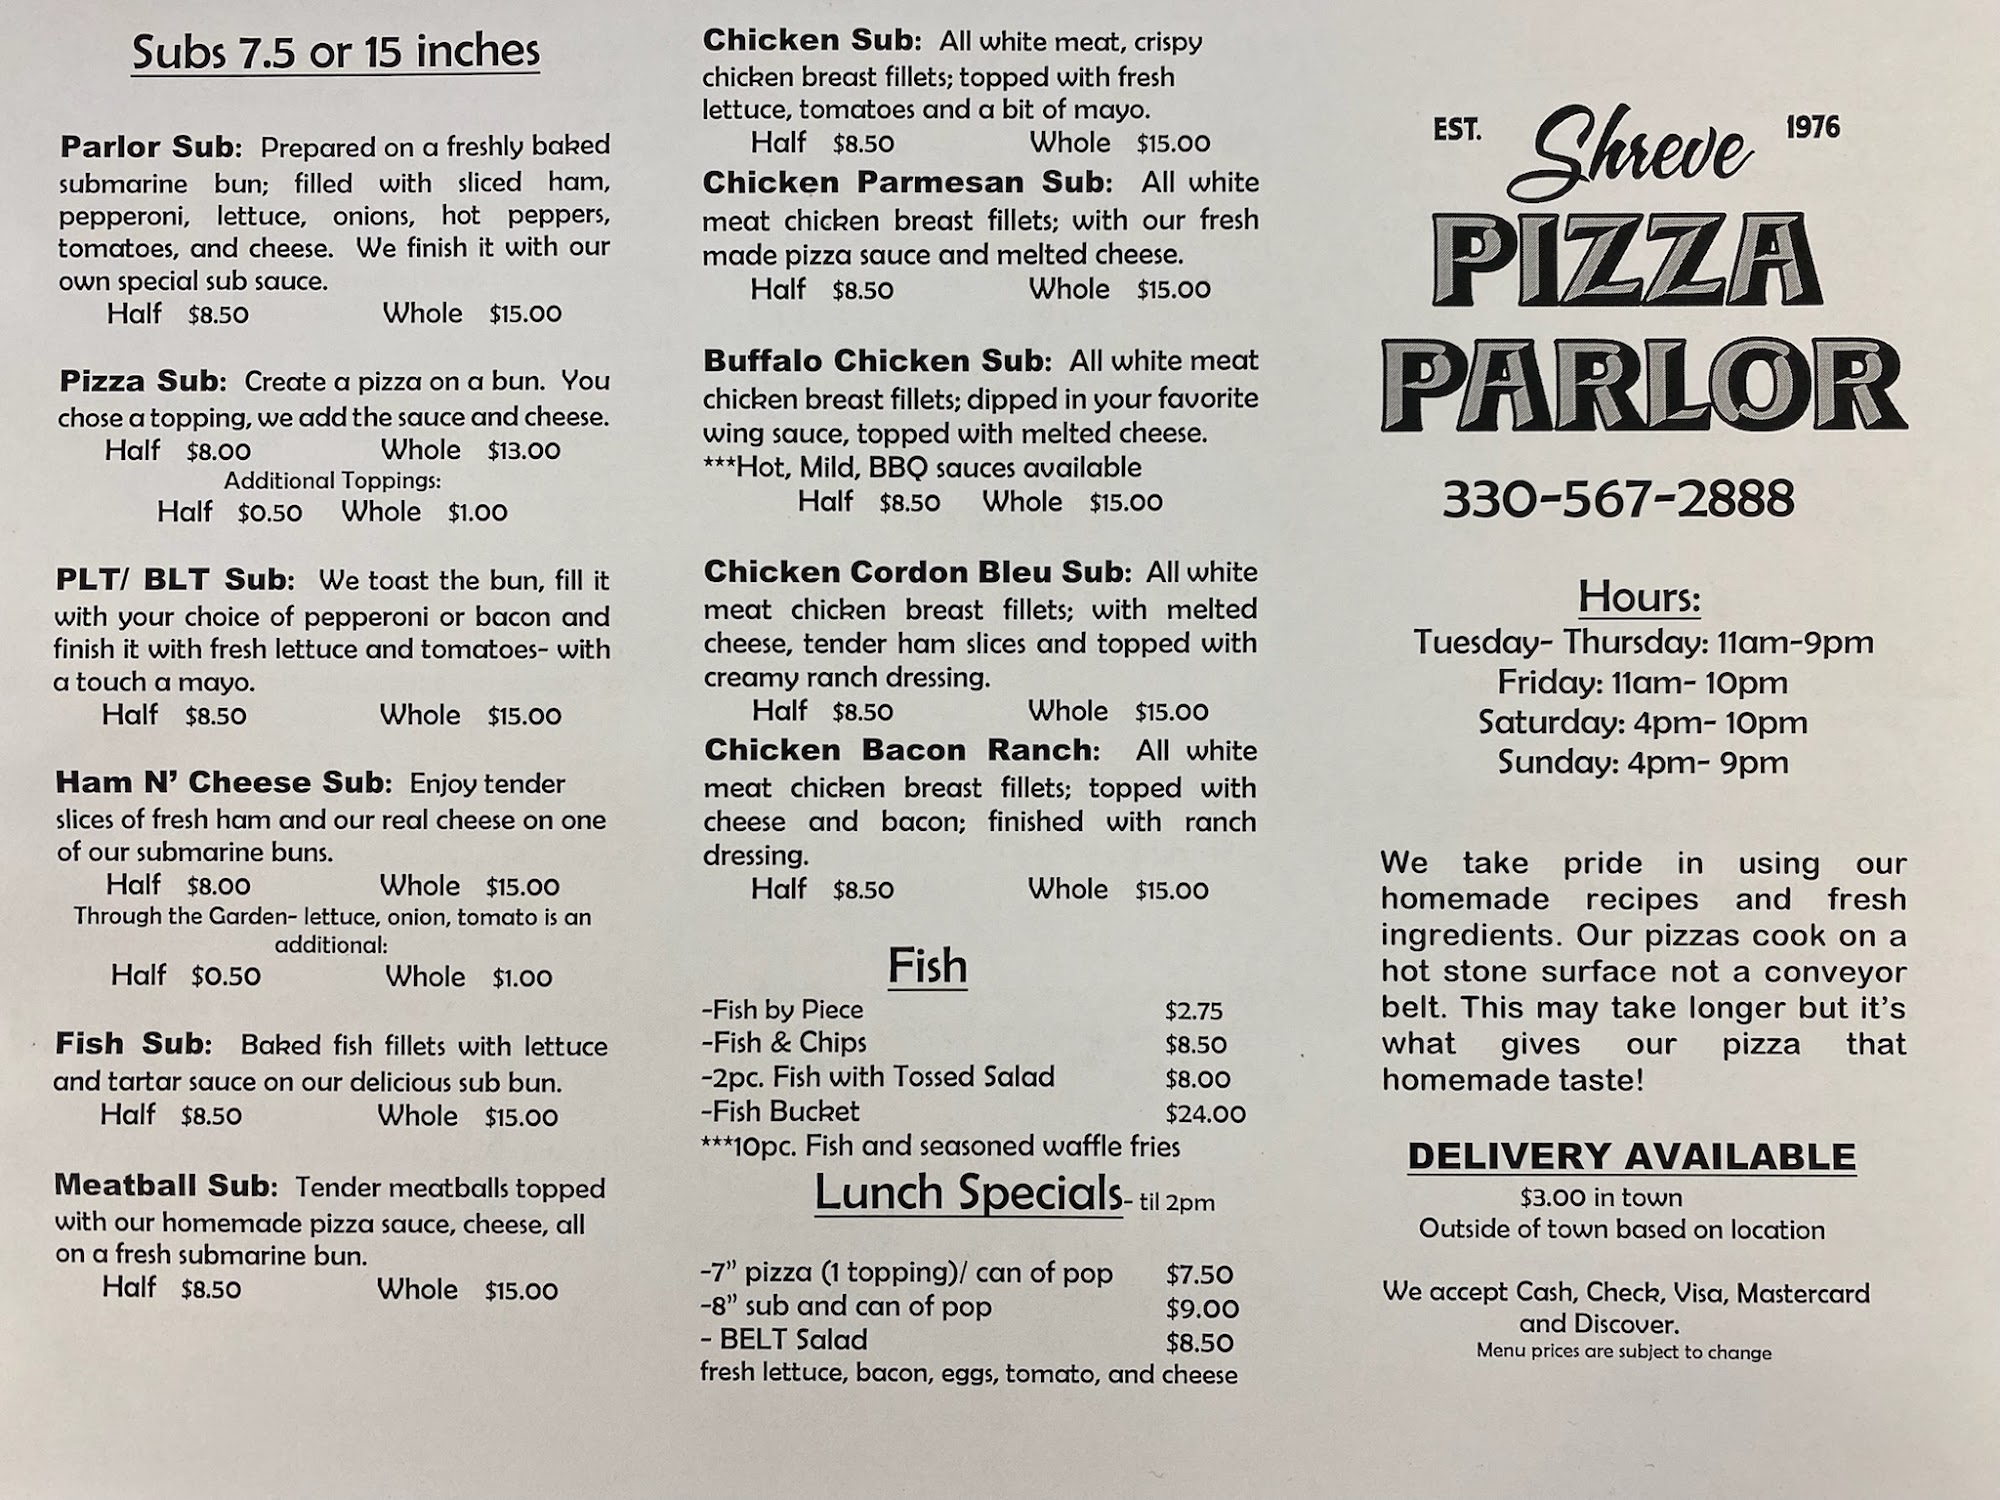 Subs 7.5 or 15 inches
Parlor Sub: Prepared on a freshly baked
submarine bun; filled with sliced ham,
pepperoni, lettuce, onions, hot peppers,
tomatoes, and cheese. We finish it with our
own special sub sauce.
Half $8.50 Whole $15.00
Pizza Sub: Create a pizza on a bun. You
chose a topping, we add the sauce and cheese.
Half $8.00 Whole $13.00
Additional Toppings:
Half $0.50 Whole $1.00
PLT/ BLT Sub: We toast the bun, fill it
with your choice of pepperoni or bacon and
finish it with fresh lettuce and tomatoes- with
a touch a mayo.
Half $8.50 Whole $15.00
Ham N' Cheese Sub: Enjoy tender
slices of fresh ham and our real cheese on one
of our submarine buns.
Half $8.00 Whole $15.00
Through the Garden- lettuce, onion, tomato is an
additional:
Half $0.50 Whole $1.00
Fish Sub: Baked fish fillets with lettuce
and tartar sauce on our delicious sub bun.
Half $8.50 Whole $15.00
Meatball Sub: Tender meatballs topped
with our homemade pizza sauce, cheese, all
on a fresh submarine bun.
Half $8.50 Whole $15.00
Chicken Sub: All white meat, crispy
chicken breast fillets; topped with fresh
lettuce, tomatoes and a bit of mayo.
Half $8.50 Whole $15.00
Chicken Parmesan Sub: All white
meat chicken breast fillets; with our fresh
made pizza sauce and melted cheese.
Half $8.50 Whole $15.00
Buffalo Chicken Sub: All white meat
chicken breast fillets; dipped in your favorite
wing sauce, topped with melted cheese.
***Hot, Mild, BBQ sauces available
Half $8.50 Whole $15.00
Chicken Cordon Bleu Sub: All white
meat chicken breast fillets; with melted
cheese, tender ham slices and topped with
creamy ranch dressing.
Half $8.50 Whole $15.00
Chicken Bacon Ranch: All white
meat chicken breast fillets; topped with
cheese and bacon; finished with ranch
dressing.
Half $8.50 Whole $15.00
Fish
-Fish by Piece $2.75
-Fish & Chips $8.50
-2pc. Fish with Tossed Salad $8.00
-Fish Bucket $24.00
***10pc. Fish and seasoned waffle fries
Lunch Specials- til 2pm
-7" pizza (1 topping)/ can of pop $7.50
-8" sub and can of pop $9.00
- BELT Salad $8.50
fresh lettuce, bacon, eggs, tomato, and cheese
EST. Shreve 1976
PIZZA
PARLOR
330-567-2888
Hours:
Tuesday- Thursday: 11am-9pm
Friday: 11am- 10pm
Saturday: 4pm- 10pm
Sunday: 4pm- 9pm
We take pride in using our
homemade recipes and fresh
ingredients. Our pizzas cook on a
hot stone surface not a conveyor
belt. This may take longer but it's
what gives our pizza that
homemade taste!
DELIVERY AVAILABLE
$3.00 in town
Outside of town based on location
We accept Cash, Check, Visa, Mastercard
and Discover.
Menu prices are subject to change